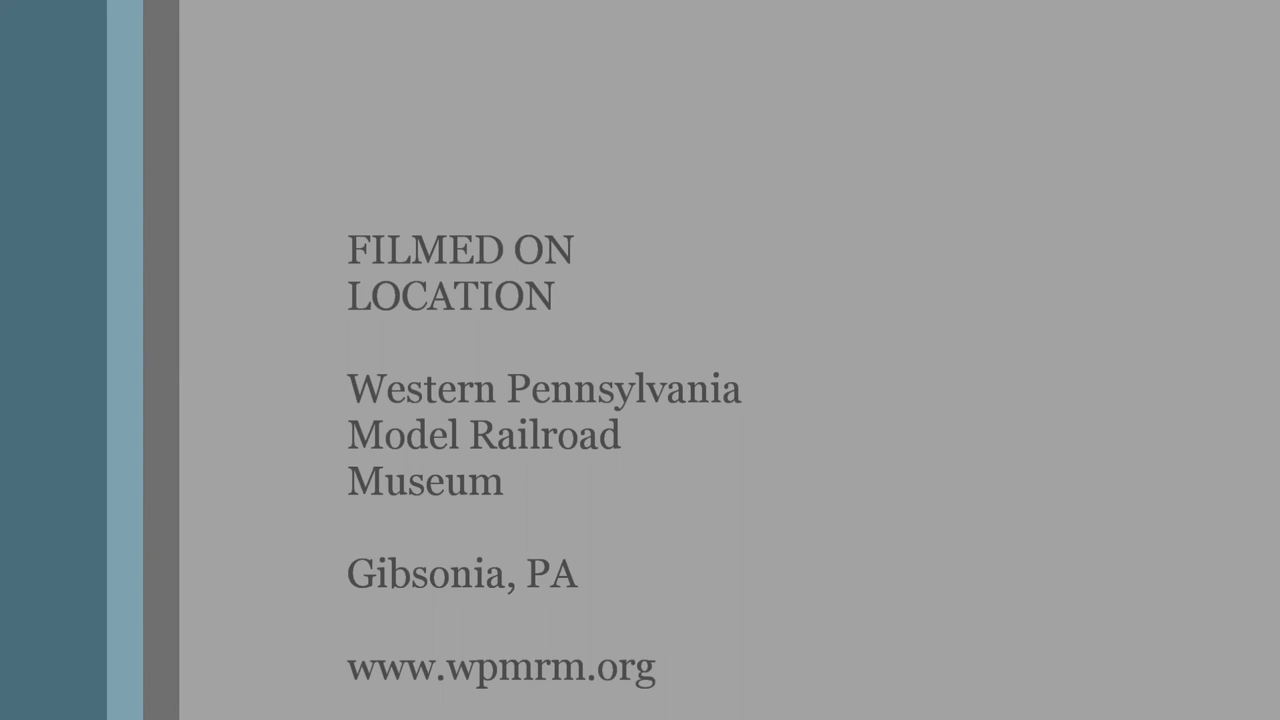 FILMED ON
LOCATION
Western Pennsylvania
Model Railroad
Museum
Gibsonia, PA
www.wpmrm.org